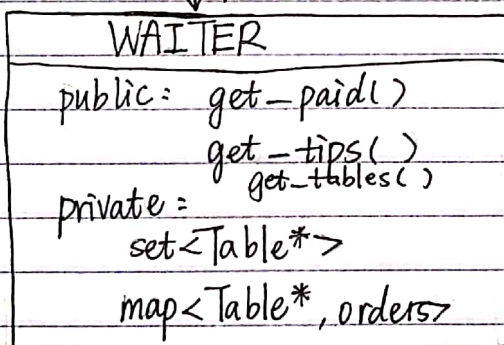 WAITER
public: get_paid()
get_tips()
get_tables()
private:
set<Table*>
map<Table*, orders>